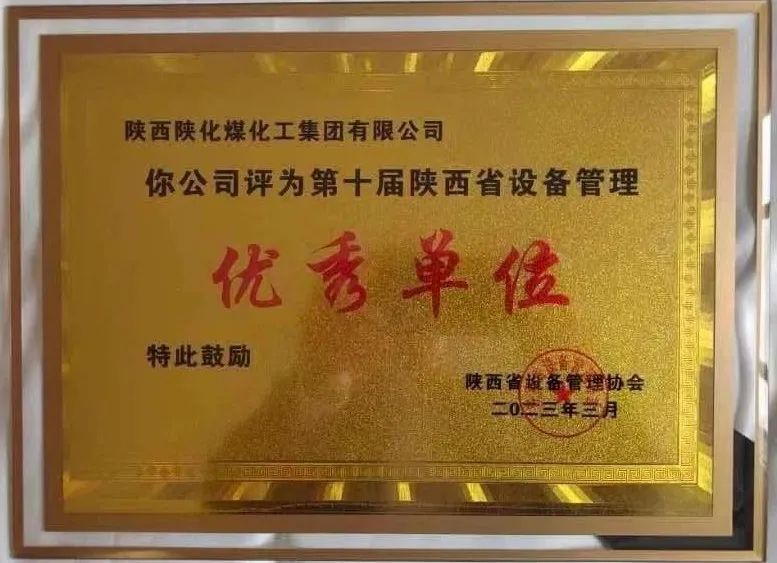 陕西陕化煤化工集团有限公司
你公司评为第十届陕西省设备管理
优秀单位
特此鼓励
陕西省设备管理协会
二〇二三年三月